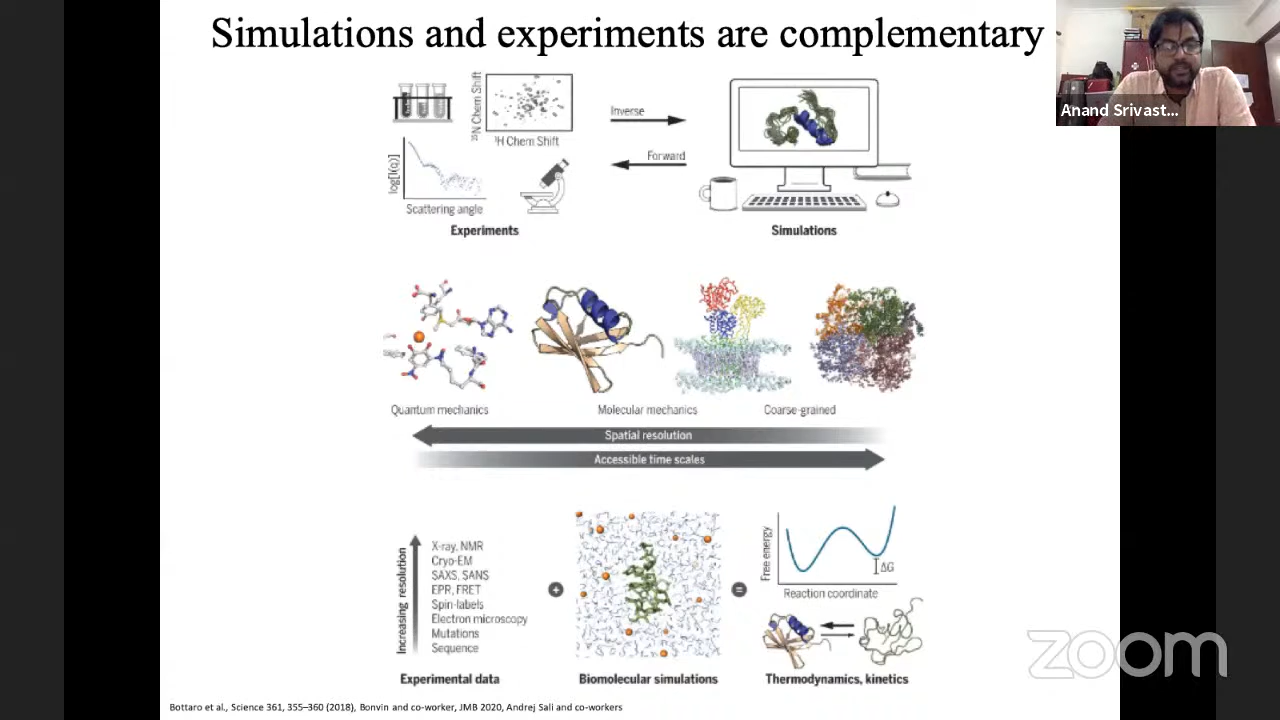 Simulations and experiments are complementary
Anand Srivast...
¹⁵N Chem Shift
¹H Chem Shift
Inverse
Forward
log[I(q)]
Scattering angle
Experiments
Simulations
Quantum mechanics
Molecular mechanics
Coarse-grained
Spatial resolution
Accessible time scales
Increasing resolution
X-ray, NMR
Cryo-EM
SAXS, SANS
EPR, FRET
Spin-labels
Electron microscopy
Mutations
Sequence
+
=
Free energy
ΔG
Reaction coordinate
Experimental data
Biomolecular simulations
Thermodynamics, kinetics
zoom
Bottaro et al., Science 361, 355–360 (2018), Bonvin and co-worker, JMB 2020, Andrej Sali and co-workers